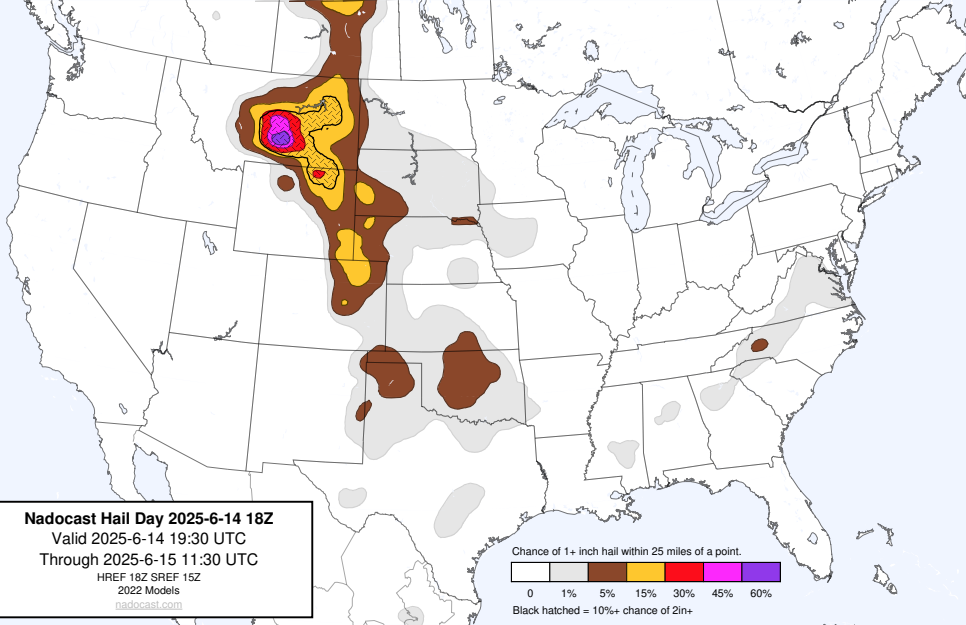 Nadocast Hail Day 2025-6-14 18Z
Valid 2025-6-14 19:30 UTC
Through 2025-6-15 11:30 UTC
HREF 18Z SREF 15Z
2022 Models
nadocast.com
Chance of 1+ inch hail within 25 miles of a point.
0 1% 5% 15% 30% 45% 60%
Black hatched = 10%+ chance of 2in+